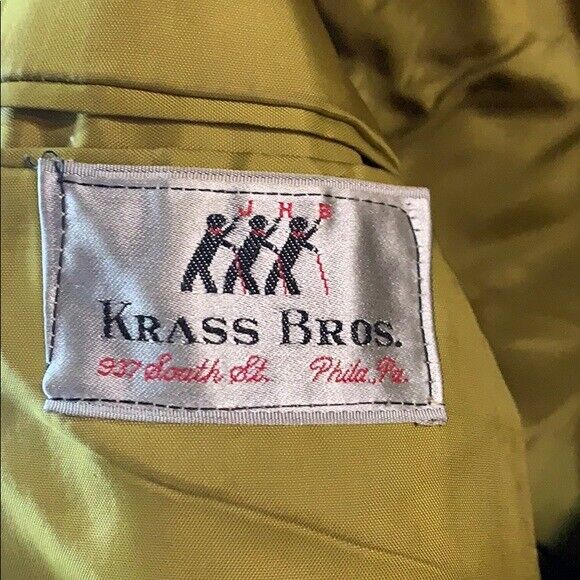 J H B
KRASS BROS.
937 South St. Phila., Pa.